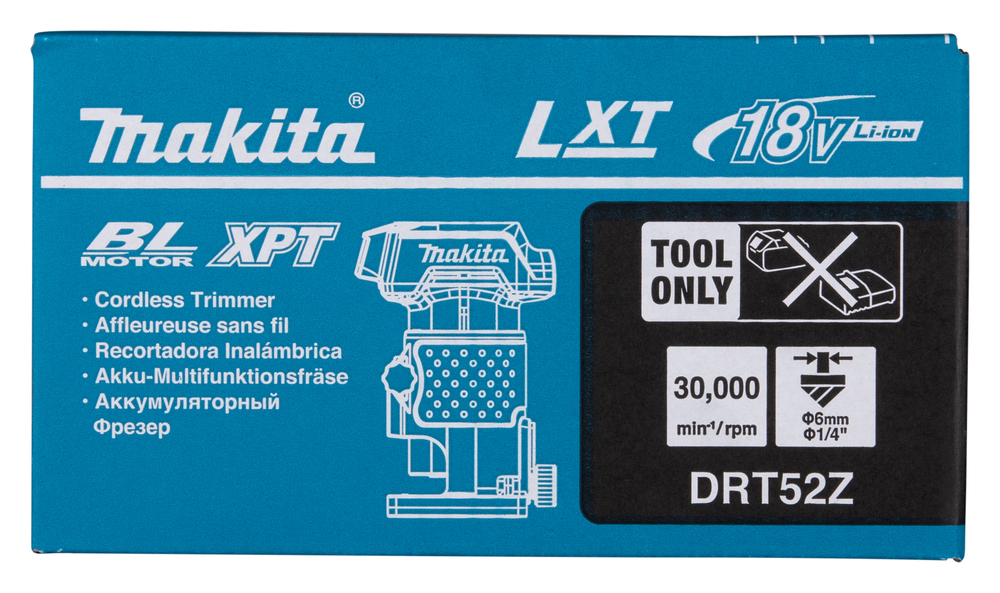 Makita®
LXT 18V Li-ion
BL MOTOR XPT
Makita
• Cordless Trimmer
• Affleureuse sans fil
• Recortadora Inalámbrica
• Akku-Multifunktionsfräse
• Аккумуляторный
Фрезер
TOOL
ONLY
30,000
min⁻¹/rpm
Φ6mm
Φ1/4"
DRT52Z